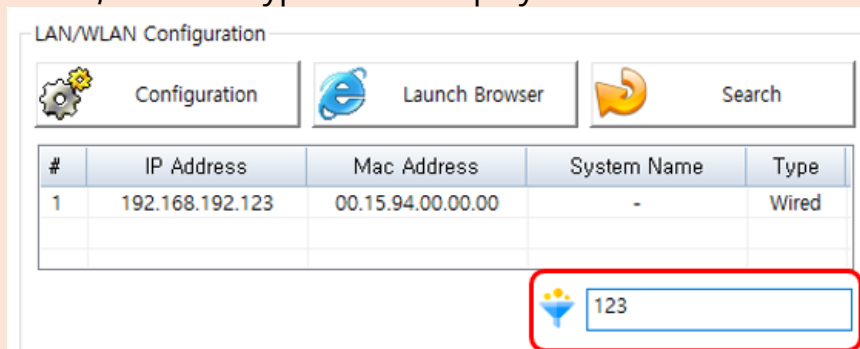 LAN/WLAN Configuration
Configuration Launch Browser Search
# IP Address Mac Address System Name Type
1 192.168.192.123 00.15.94.00.00.00 - Wired
123